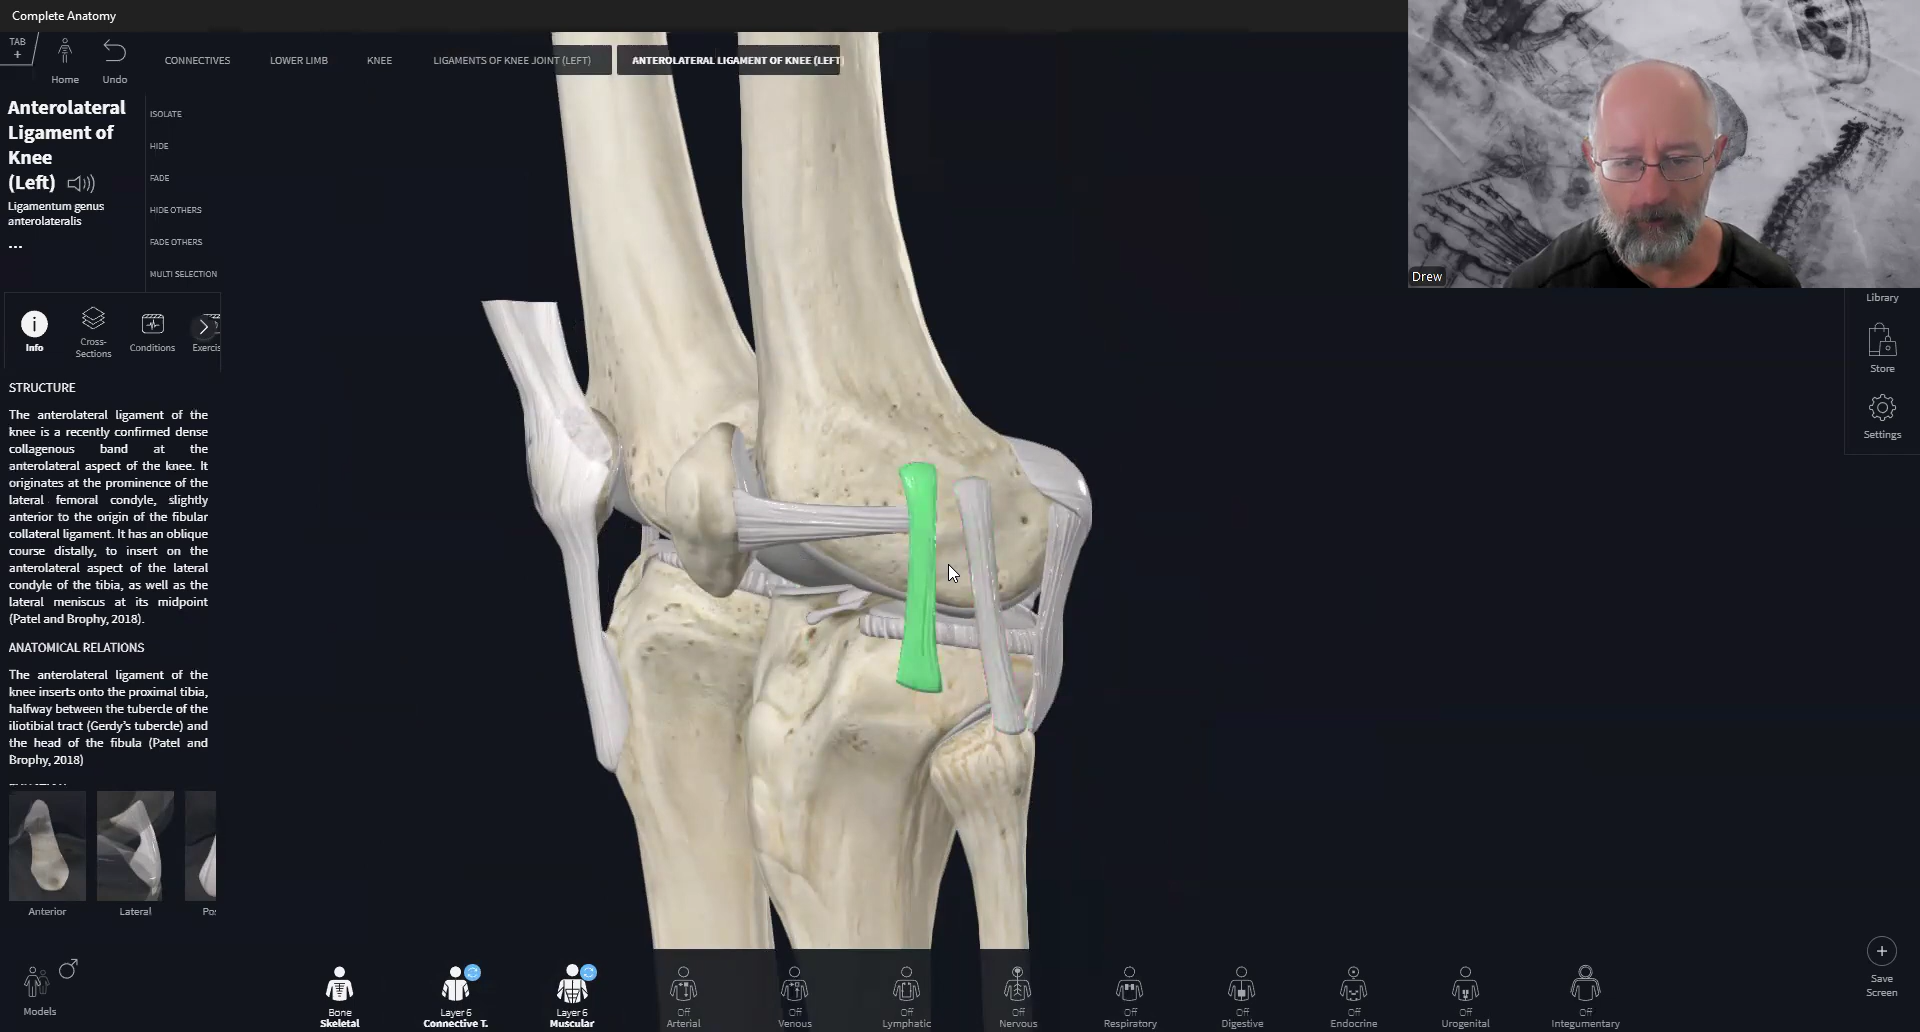 Complete Anatomy
TAB
+
Home
Undo
CONNECTIVES
LOWER LIMB
KNEE
LIGAMENTS OF KNEE JOINT (LEFT)
ANTEROLATERAL LIGAMENT OF KNEE (LEFT)
Anterolateral
Ligament of
Knee
(Left)
Ligamentum genus
anterolateralis
...
ISOLATE
HIDE
FADE
HIDE OTHERS
FADE OTHERS
MULTI SELECTION
Info
Cross-
Sections
Conditions
Exercis
STRUCTURE
The anterolateral ligament of the
knee is a recently confirmed dense
collagenous band at the
anterolateral aspect of the knee. It
originates at the prominence of the
lateral femoral condyle, slightly
anterior to the origin of the fibular
collateral ligament. It has an oblique
course distally, to insert on the
anterolateral aspect of the lateral
condyle of the tibia, as well as the
lateral meniscus at its midpoint
(Patel and Brophy, 2018).
ANATOMICAL RELATIONS
The anterolateral ligament of the
knee inserts onto the proximal tibia,
halfway between the tubercle of the
iliotibial tract (Gerdy's tubercle) and
the head of the fibula (Patel and
Brophy, 2018)
Anterior
Lateral
Pos
Models
Drew
Library
Store
Settings
Save
Screen
Bone
Skeletal
Layer 6
Connective T.
Layer 6
Muscular
Off
Arterial
Off
Venous
Off
Lymphatic
Off
Nervous
Off
Respiratory
Off
Digestive
Off
Endocrine
Off
Urogenital
Off
Integumentary